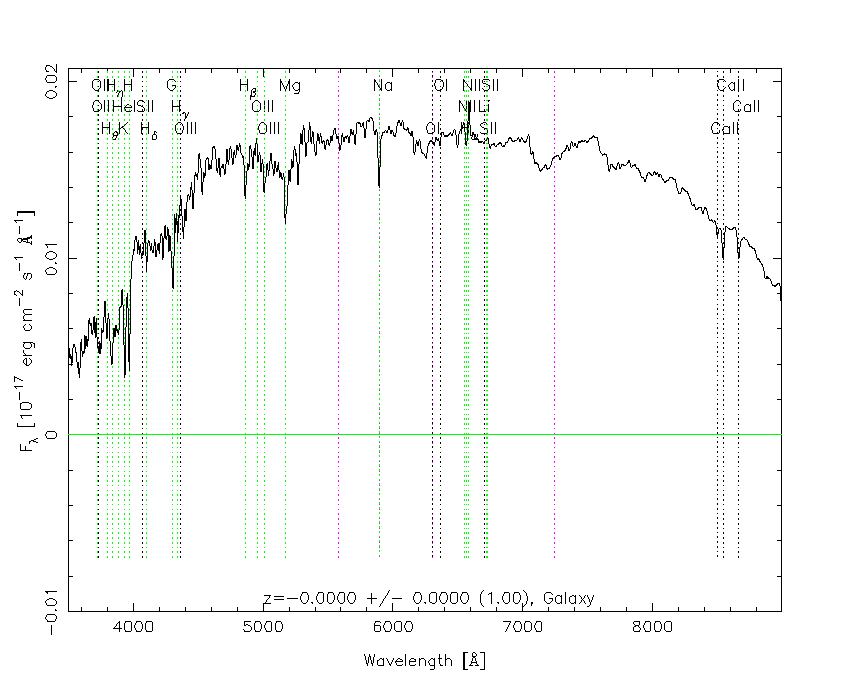 0.02
OII Hη H G Hβ Mg Na OI NII SII CaII
OII HeI SII Hγ OIII NII Li CaII
Hθ K Hδ OIII OIII OI Hα SII CaII
0.01
0
−0.01
Fλ [10−17 erg cm−2 s−1 Å−1]
z=−0.0000 +/− 0.0000 (1.00), Galaxy
4000 5000 6000 7000 8000
Wavelength [Å]